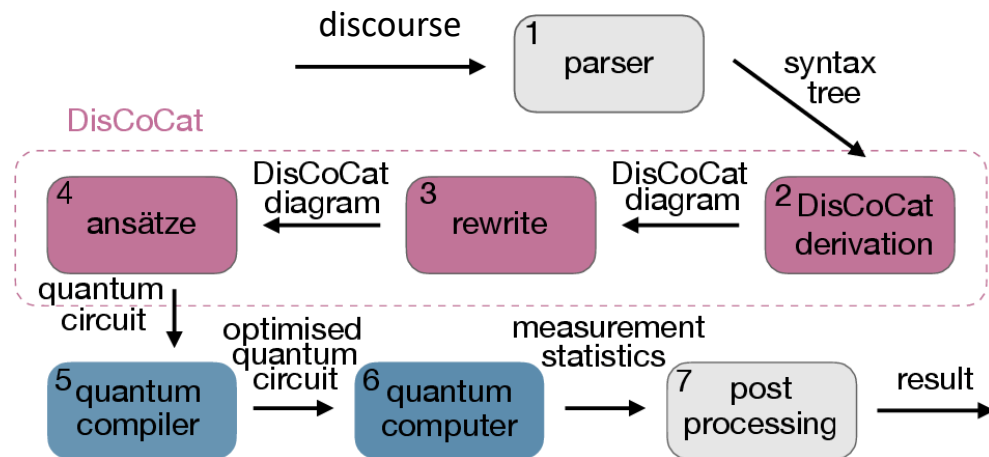 discourse
1
parser
syntax
tree
DisCoCat
4
ansätze
DisCoCat
diagram
3
rewrite
DisCoCat
diagram
2
DisCoCat
derivation
quantum
circuit
optimised
quantum
circuit
measurement
statistics
5
quantum
compiler
6
quantum
computer
7
post
processing
result